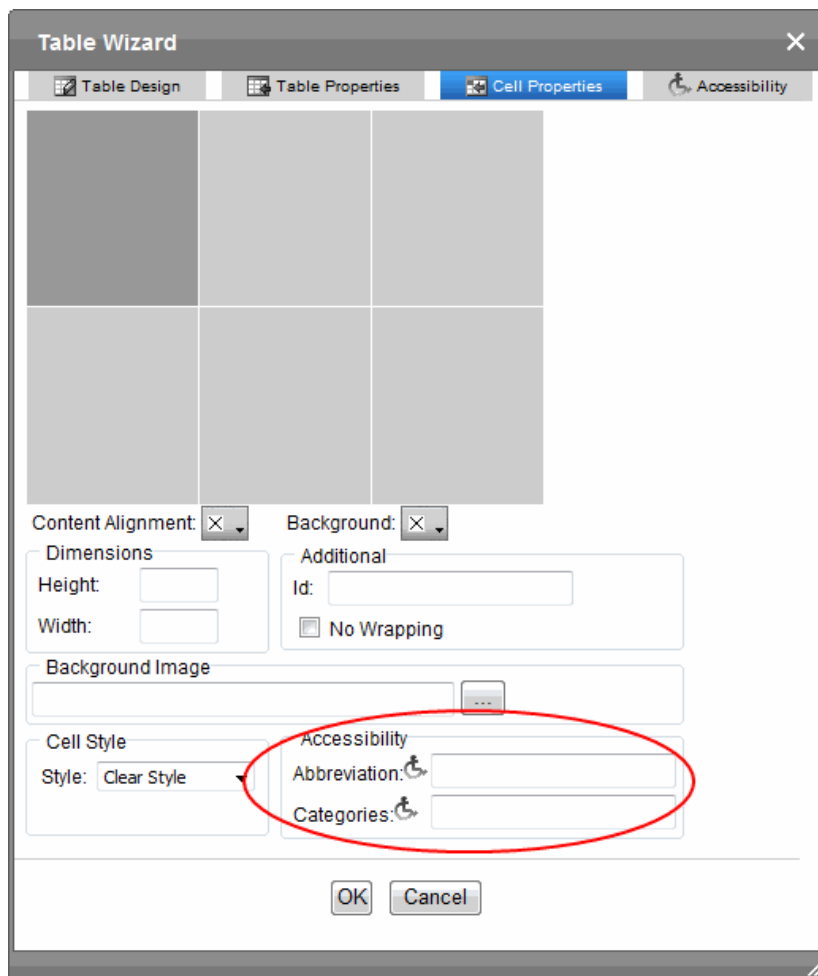 Table Wizard
Table Design Table Properties Cell Properties Accessibility
Content Alignment: Background:
Dimensions Additional
Height: Id:
Width: No Wrapping
Background Image
...
Cell Style Accessibility
Style: Clear Style Abbreviation:
Categories:
OK Cancel